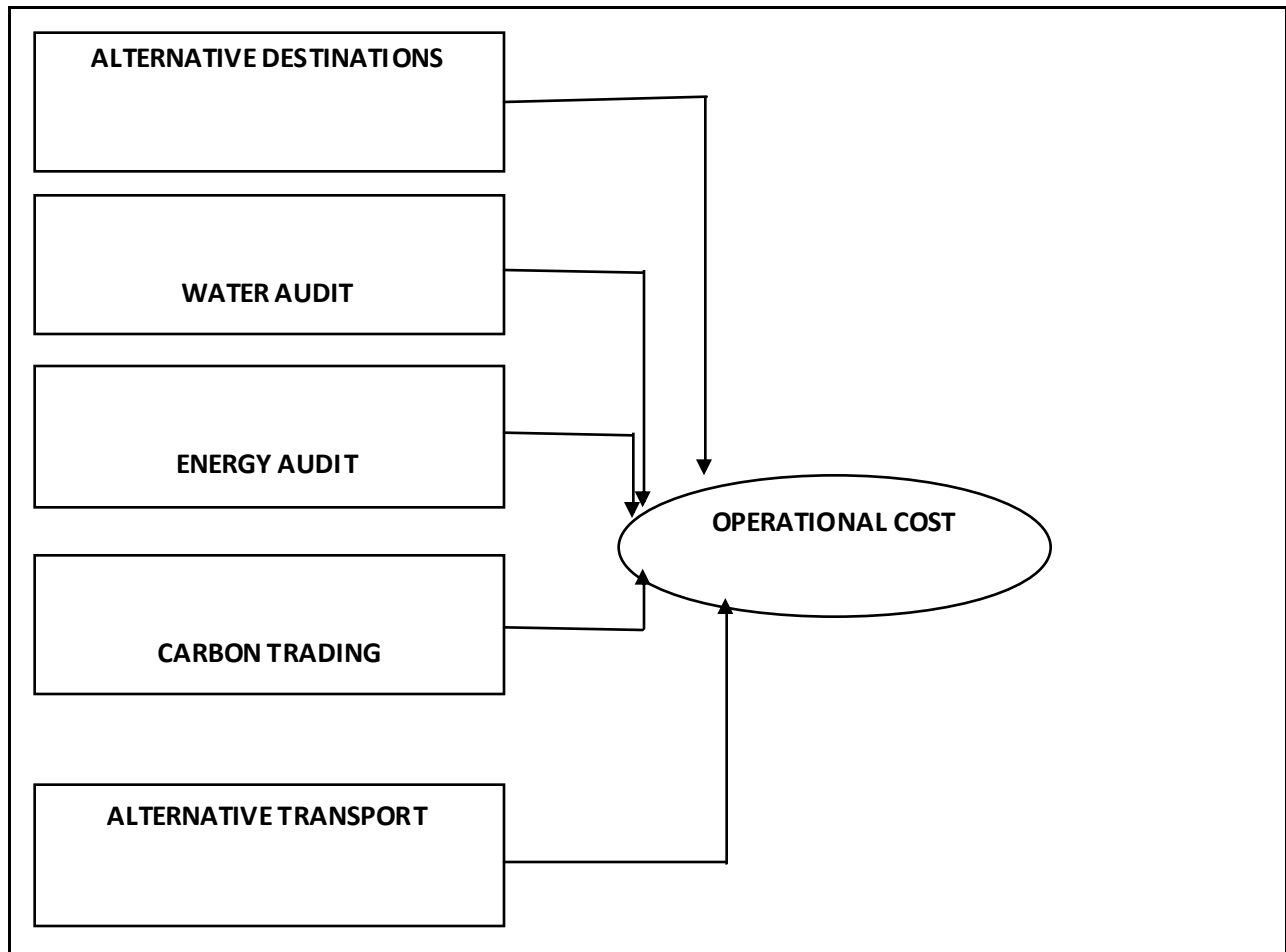 ALTERNATIVE DESTINATIONS
WATER AUDIT
ENERGY AUDIT
OPERATIONAL COST
CARBON TRADING
ALTERNATIVE TRANSPORT